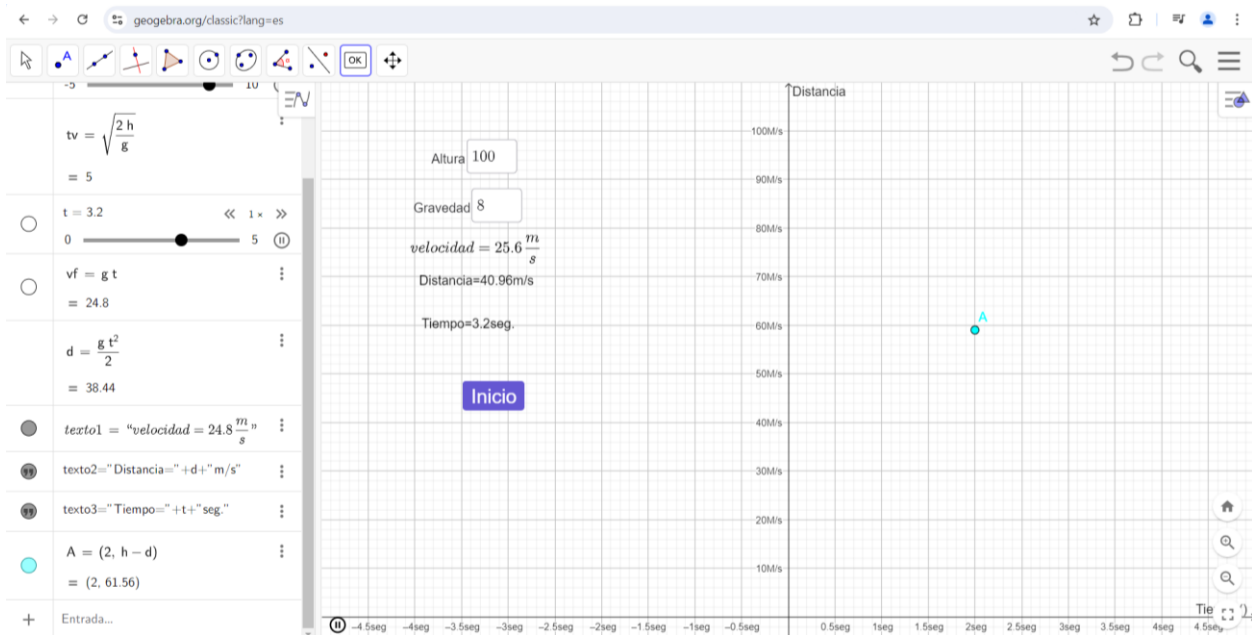 geogebra.org/classic?lang=es
A
OK
-5 10
tv = √(2 h / g)
= 5
t = 3.2 « 1 × »
0 5
vf = g t
= 24.8
d = g t² / 2
= 38.44
texto1 = “velocidad = 24.8 m/s ”
texto2="Distancia="+d+"m/s"
texto3="Tiempo="+t+"seg."
A = (2, h − d)
= (2, 61.56)
+ Entrada...
Altura 100
Gravedad 8
velocidad = 25.6 m/s
Distancia=40.96m/s
Tiempo=3.2seg.
Inicio
Distancia
100M/s
90M/s
80M/s
70M/s
60M/s
50M/s
40M/s
30M/s
20M/s
10M/s
A
Tie
−4.5seg −4seg −3.5seg −3seg −2.5seg −2seg −1.5seg −1seg −0.5seg 0.5seg 1seg 1.5seg 2seg 2.5seg 3seg 3.5seg 4seg 4.5seg